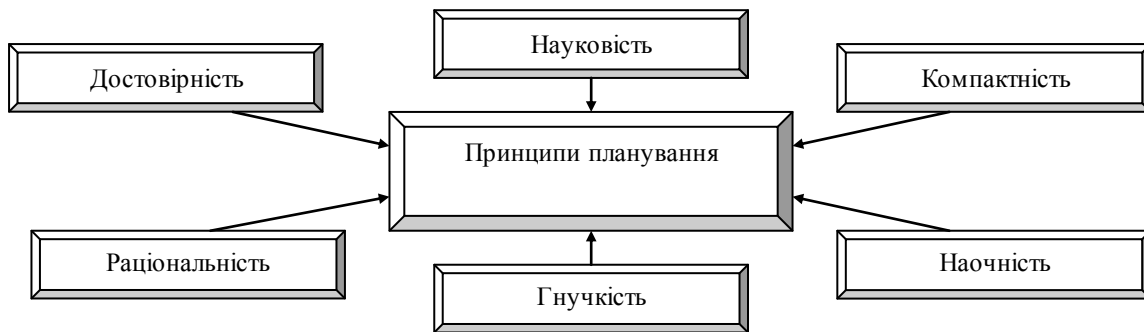 Науковість
Достовірність
Компактність
Принципи планування
Раціональність
Наочність
Гнучкість